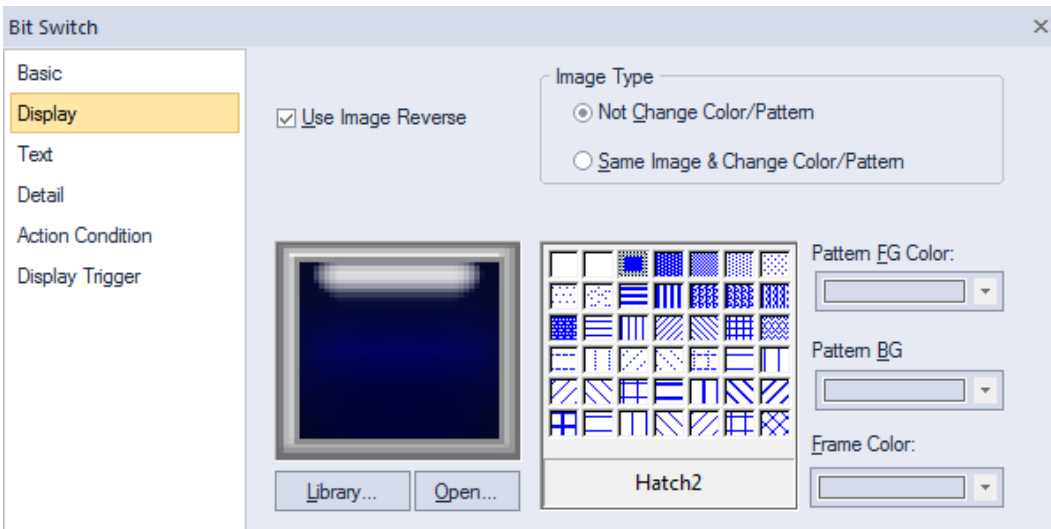 Bit Switch
Basic
Display
Text
Detail
Action Condition
Display Trigger
Use Image Reverse
Image Type
Not Change Color/Pattern
Same Image & Change Color/Pattern
Library...
Open...
Hatch2
Pattern FG Color:
Pattern BG
Frame Color: